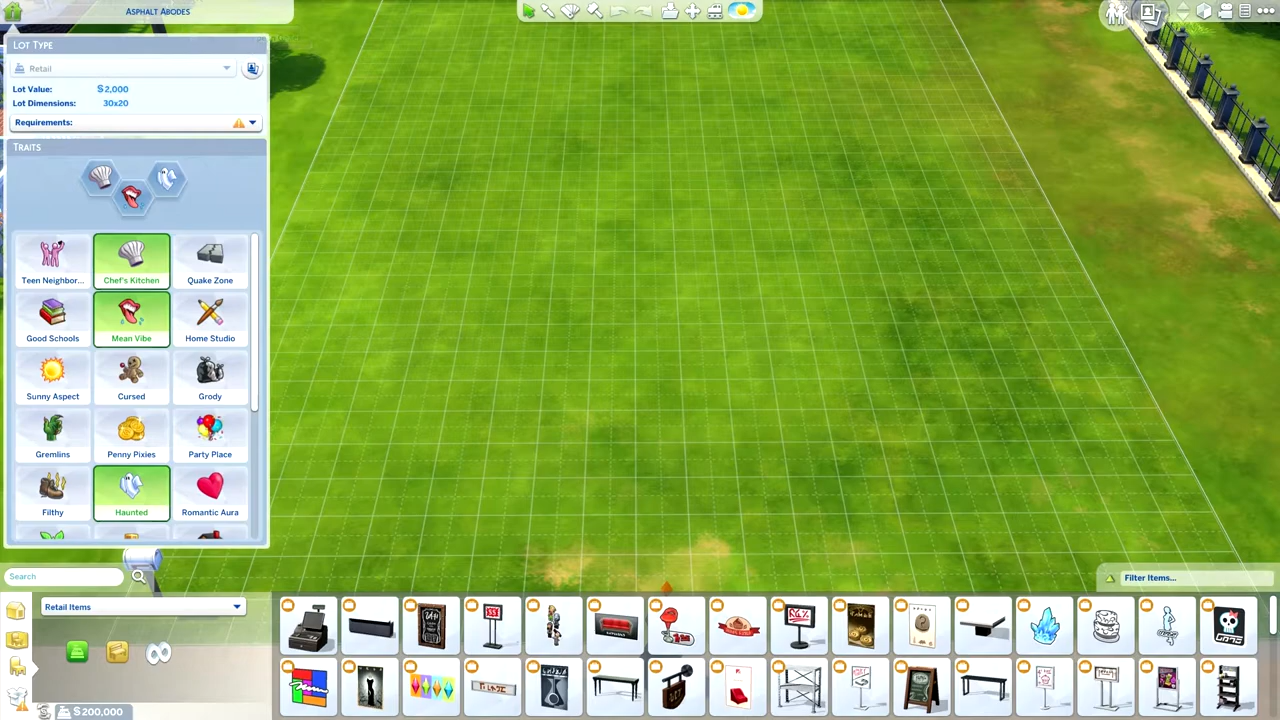 ASPHALT ABODES
LOT TYPE
Retail
Lot Value: $2,000
Lot Dimensions: 30x20
Requirements:
TRAITS
Teen Neighbor... Chef's Kitchen Quake Zone
Good Schools Mean Vibe Home Studio
Sunny Aspect Cursed Grody
Gremlins Penny Pixies Party Place
Filthy Haunted Romantic Aura
Search
Filter Items...
Retail Items
$200,000